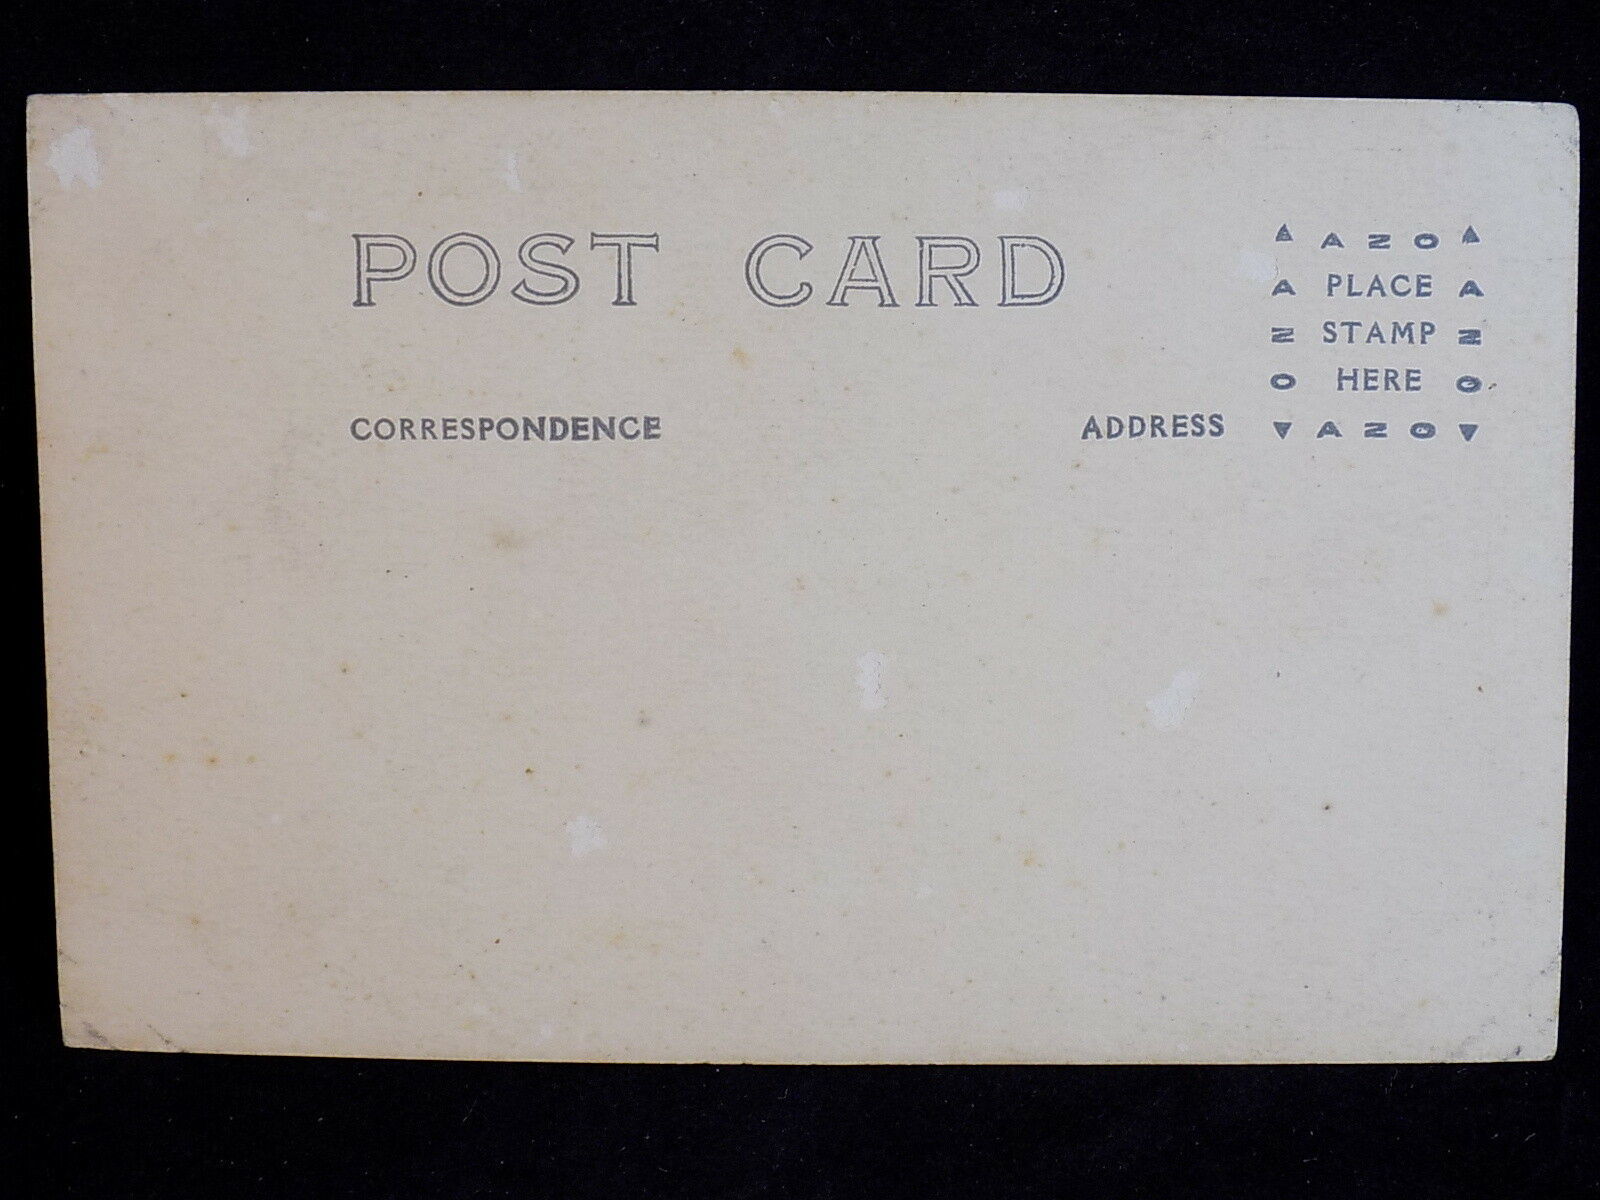 POST CARD
CORRESPONDENCE
ADDRESS
▲ AZO ▲
A PLACE A
Z STAMP Z
O HERE O
▼ AZO ▼